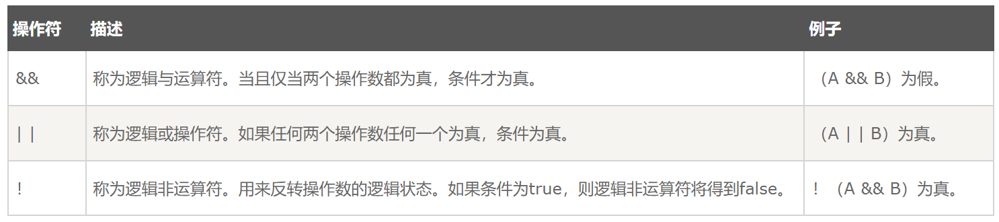 操作符 描述 例子
&& 称为逻辑与运算符。当且仅当两个操作数都为真，条件才为真。 （A && B）为假。
| | 称为逻辑或操作符。如果任何两个操作数任何一个为真，条件为真。 （A | | B）为真。
！ 称为逻辑非运算符。用来反转操作数的逻辑状态。如果条件为true，则逻辑非运算符将得到false。 ！（A && B）为真。